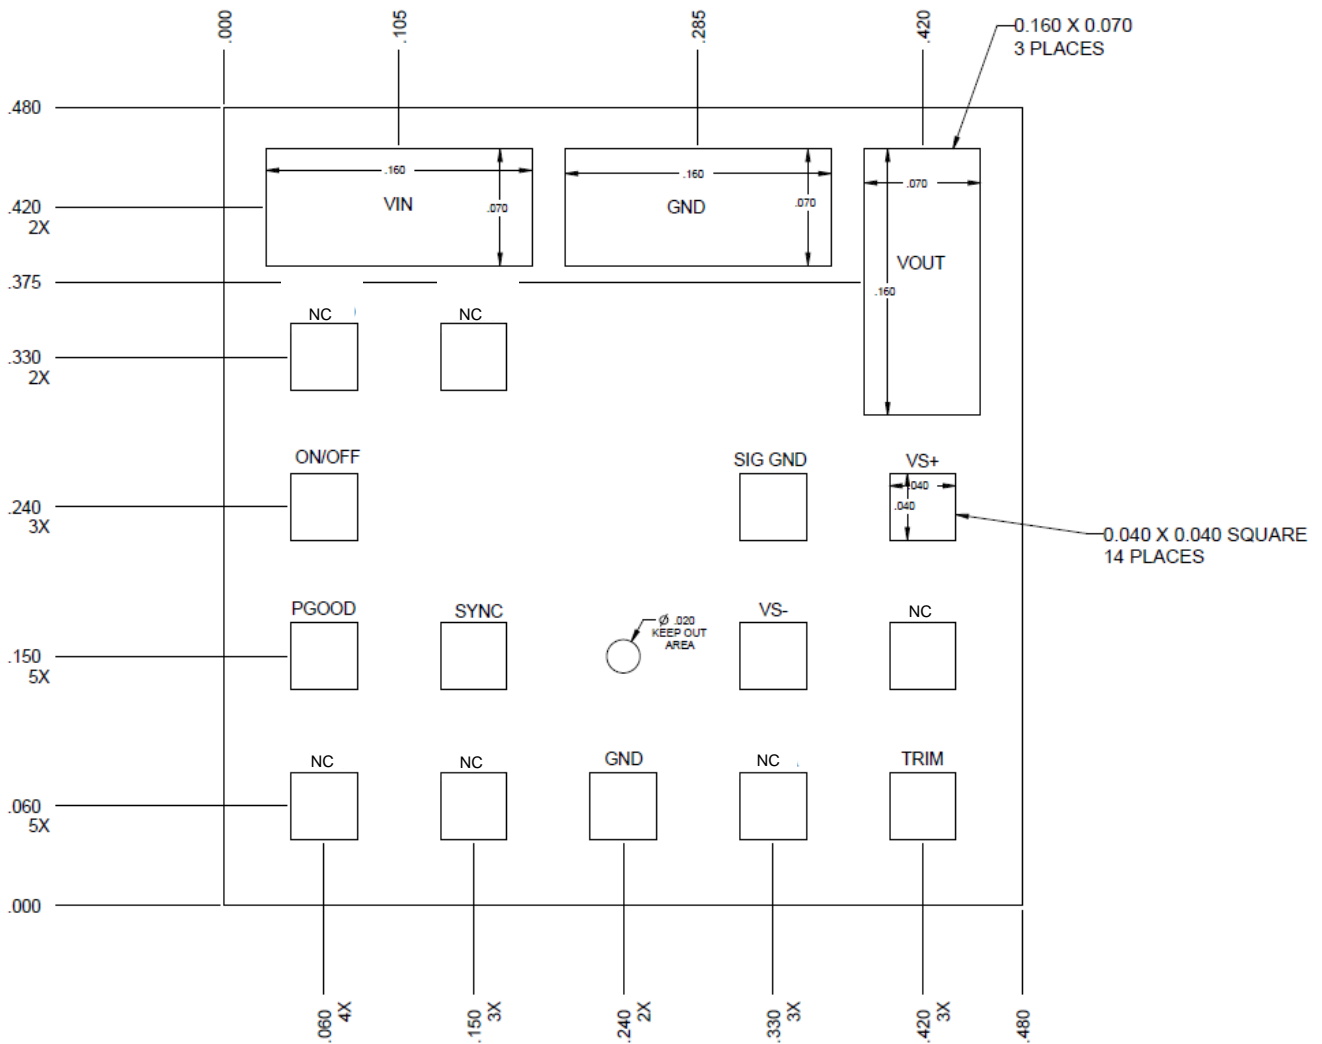 .000
.105
.285
.420
0.160 X 0.070
3 PLACES
.480
.160
.070
VIN
.160
.070
GND
.070
.160
VOUT
.420
2X
.375
NC
NC
.330
2X
ON/OFF
SIG GND
VS+
.040
.040
.240
3X
0.040 X 0.040 SQUARE
14 PLACES
PGOOD
SYNC
Ø .020
KEEP OUT
AREA
VS-
NC
.150
5X
NC
NC
GND
NC
TRIM
.060
5X
.000
.060 4X
.150 3X
.240 2X
.330 3X
.420 3X
.480